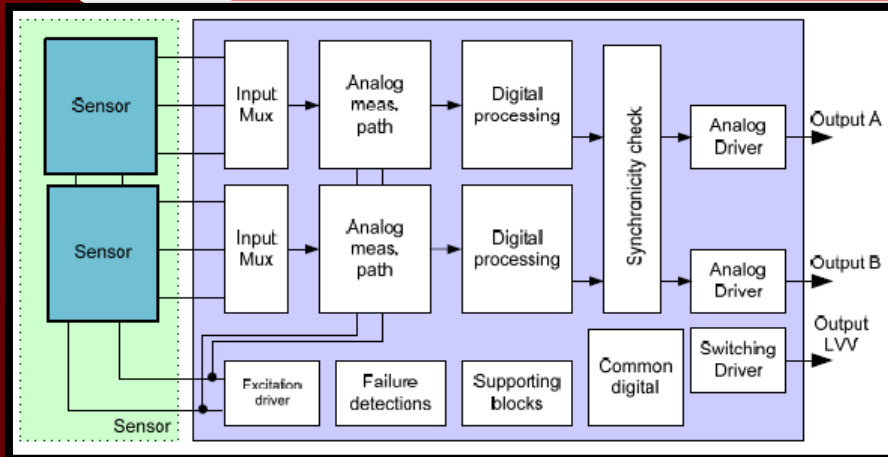 Sensor
Input
Mux
Analog
meas.
path
Digital
processing
Synchronicity check.
Analog
Driver
Output A
Sensor
Input
Mux
Analog
meas.
path
Digital
processing
Analog
Driver
Output B
Output
LVV
Excitation
driver
Failure
detections
Supporting
blocks
Common
digital
Switching
Driver
Sensor